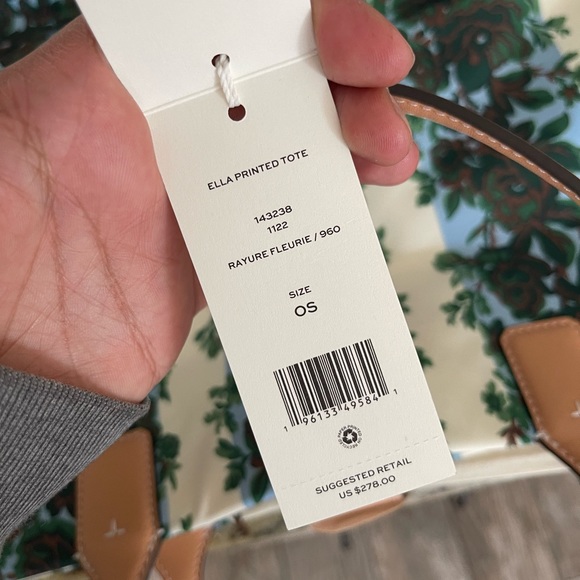 ELLA PRINTED TOTE
143238
1122
RAYURE FLEURIE / 960
SIZE
OS
1 96133 49584 1
SUGGESTED RETAIL
US $278.00